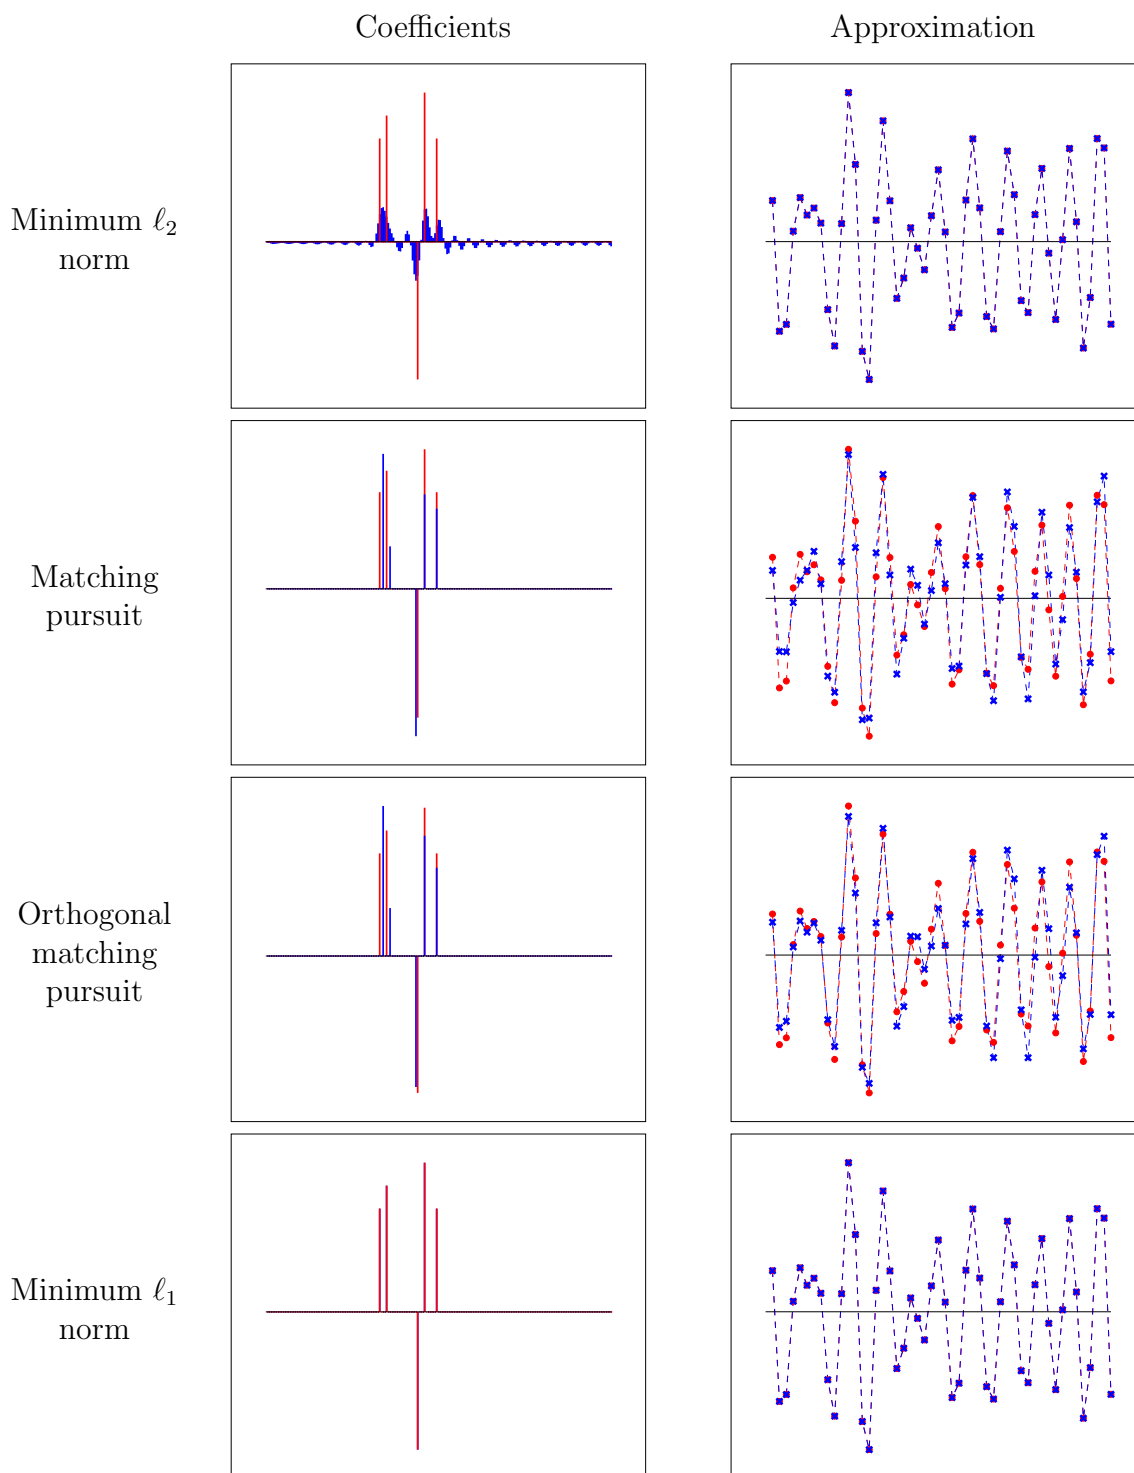 Coefficients
Approximation
Minimum ℓ₂
norm
Matching
pursuit
Orthogonal
matching
pursuit
Minimum ℓ₁
norm